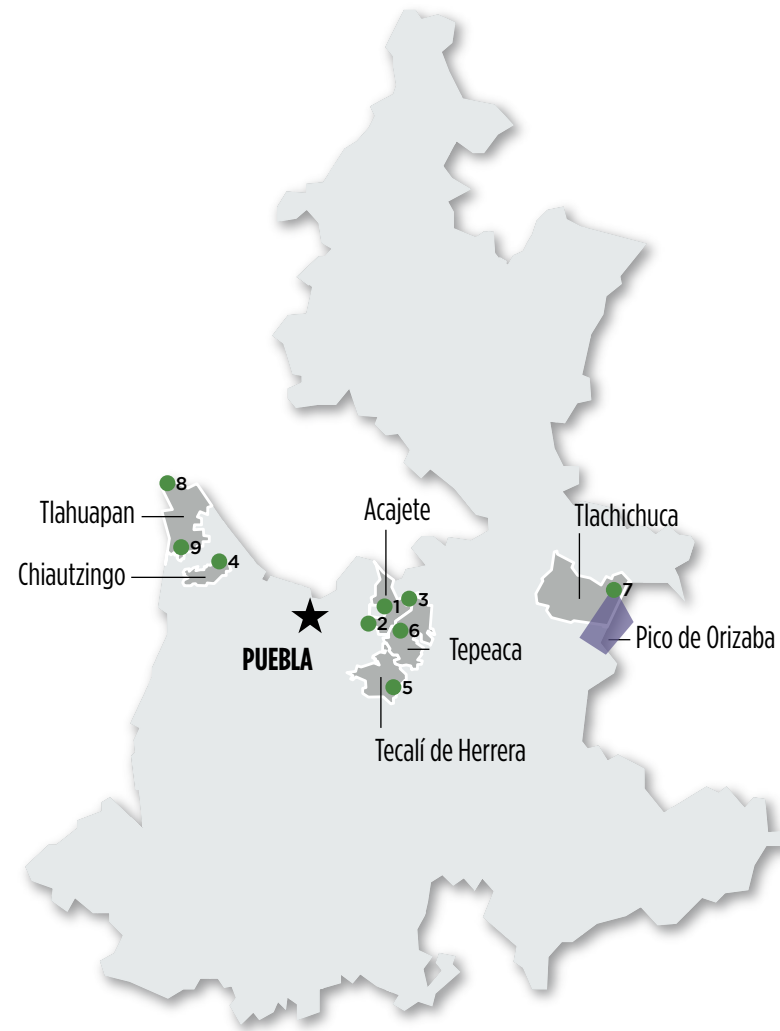 8
Tlahuapan
Acajete
Tlachichuca
9
4
Chiautzingo
7
3
1
2
6
Pico de Orizaba
PUEBLA
Tepeaca
5
Tecalí de Herrera